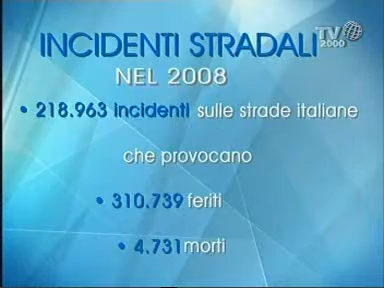 TV
2000
INCIDENTI STRADALI
NEL 2008
• 218.963 incidenti sulle strade italiane
che provocano
• 310.739 feriti
• 4.731 morti